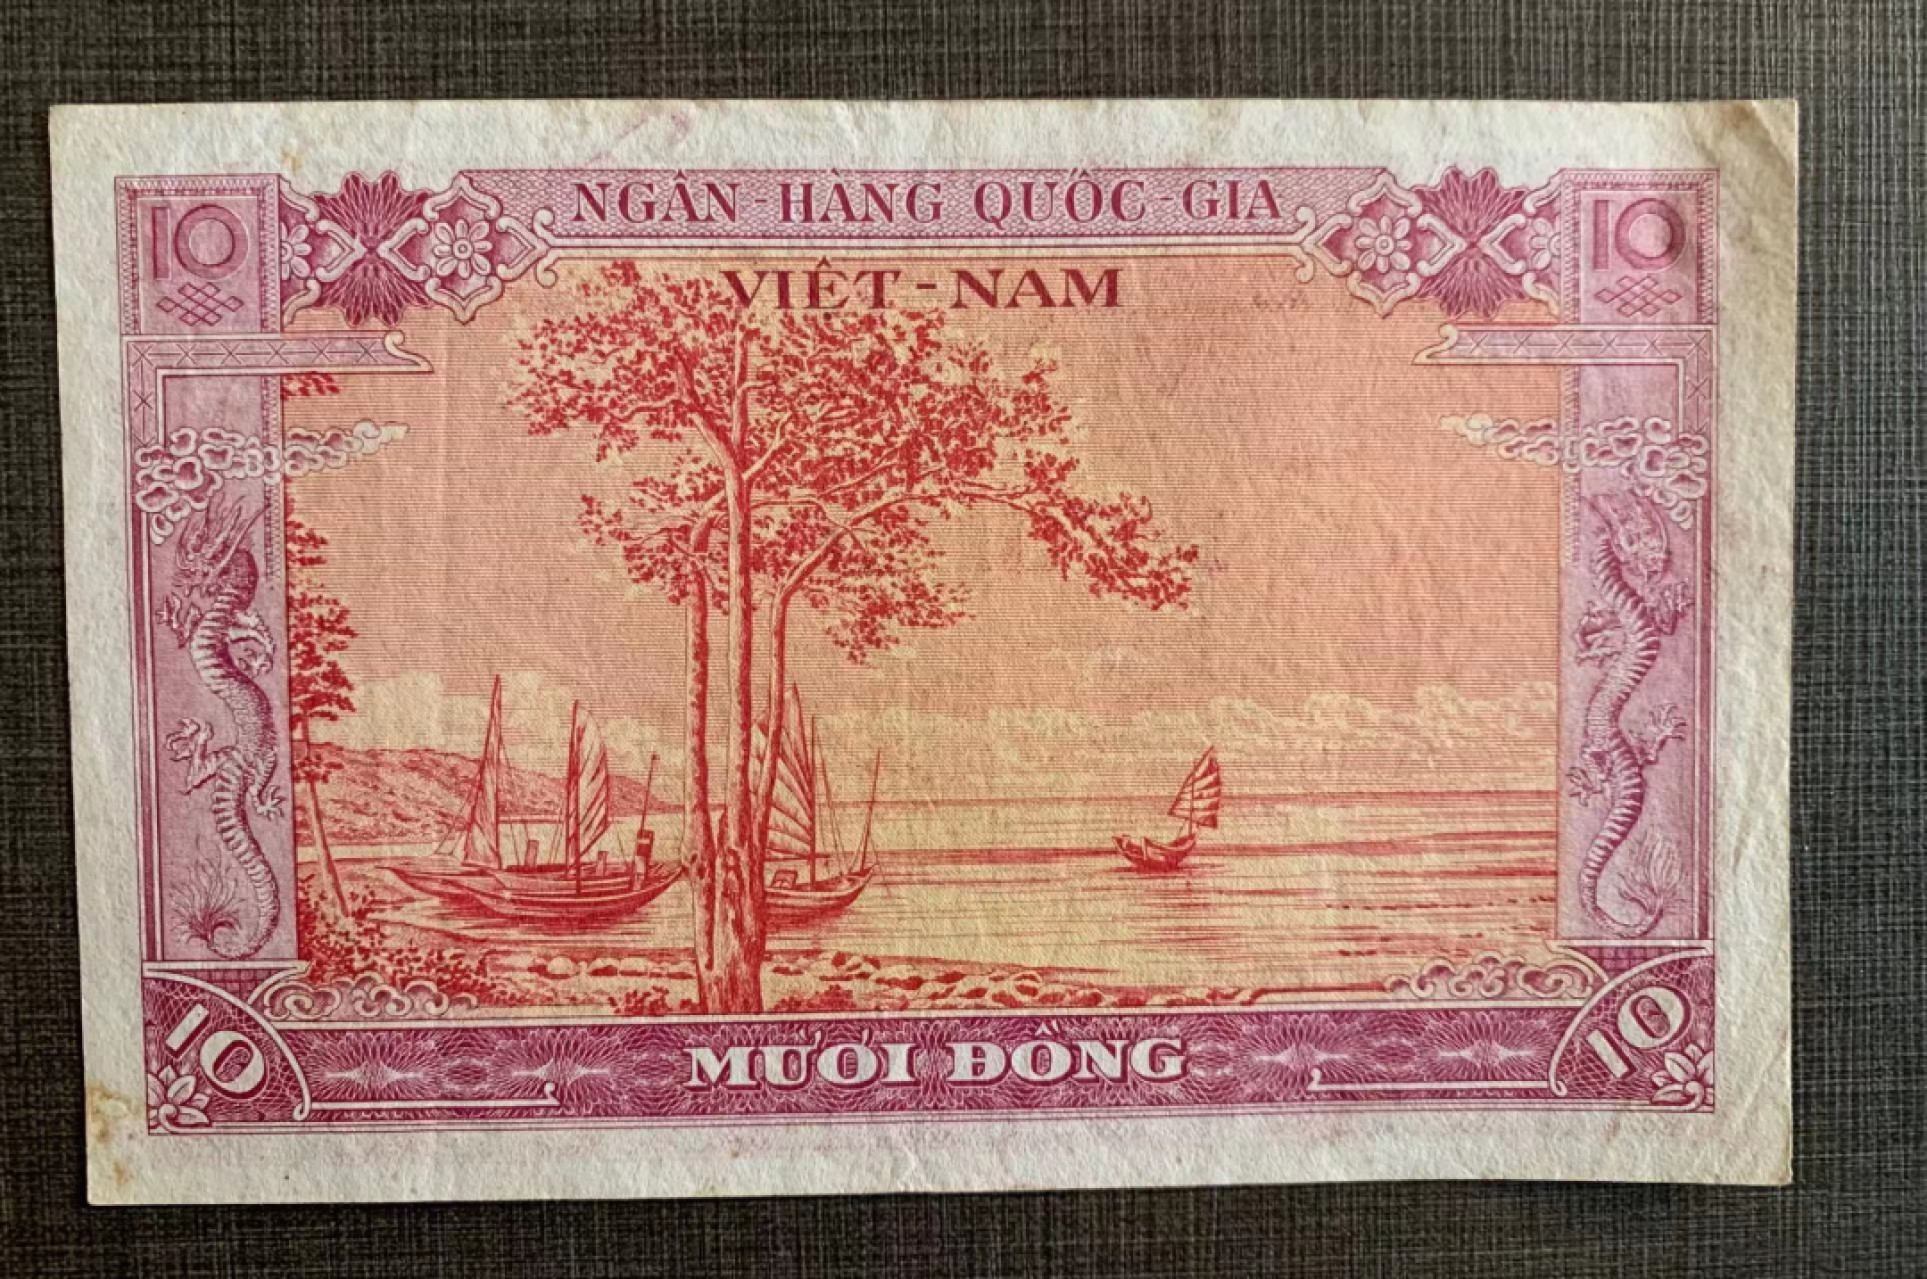 10 NGÂN-HÀNG QUỐC-GIA 10
VIỆT-NAM
10 MƯỜI ĐỒNG 10